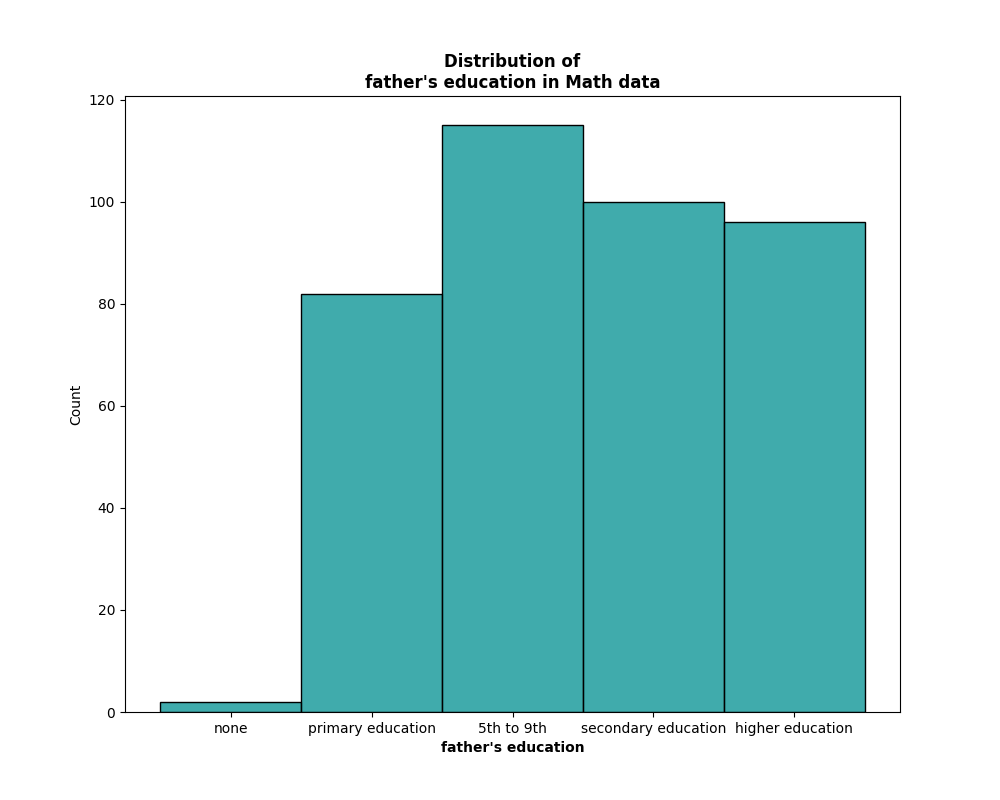 Distribution of
father's education in Math data
120
100
80
60
40
20
0
Count
none primary education 5th to 9th secondary education higher education
father's education